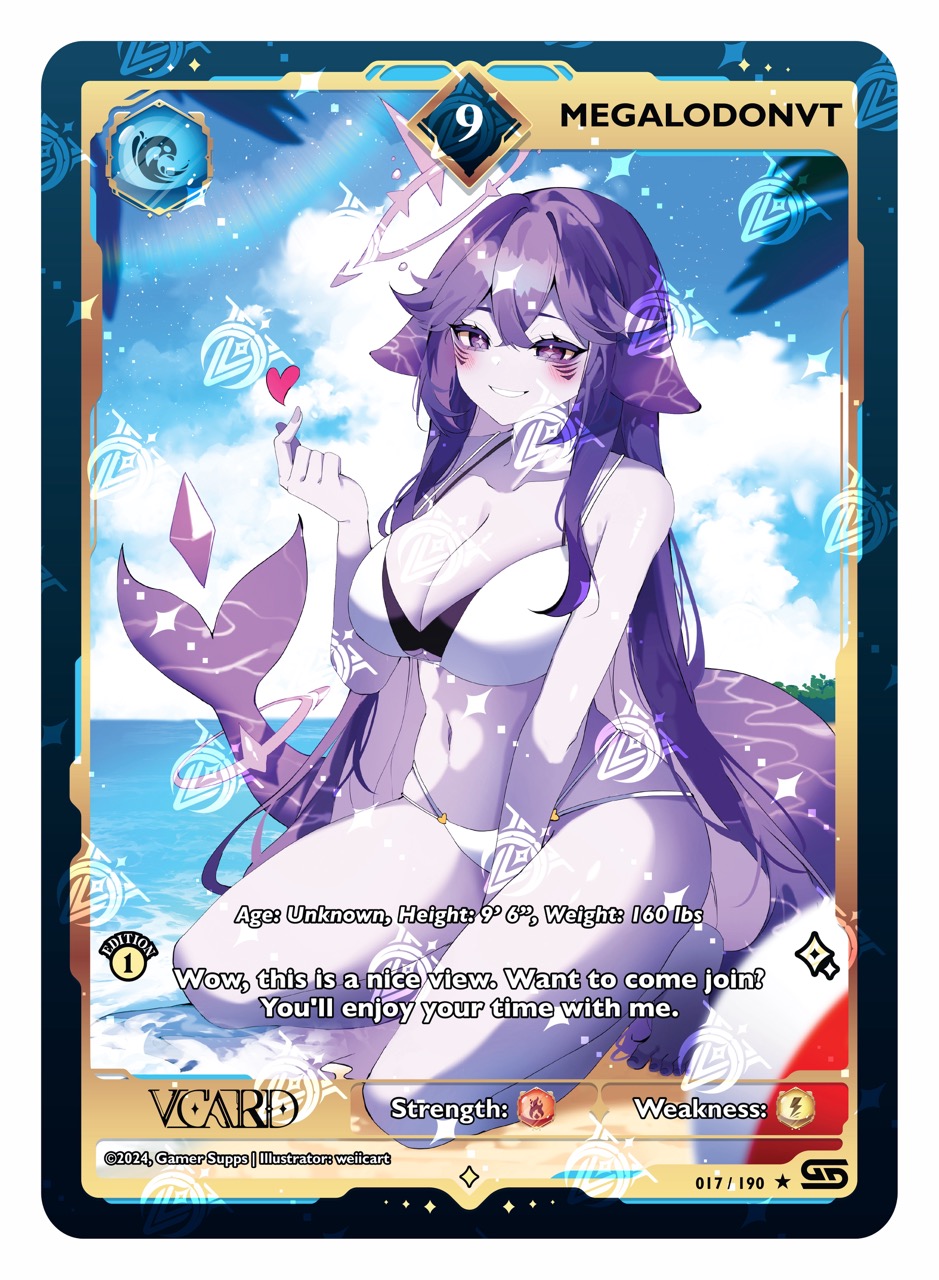 9
MEGALODONVT
Age: Unknown, Height: 9' 6", Weight: 160 lbs
EDITION
1
Wow, this is a nice view. Want to come join?
You'll enjoy your time with me.
VCARD
Strength:
Weakness:
©2024, Gamer Supps | Illustrator: weiicart
017 / 190 ★
GS